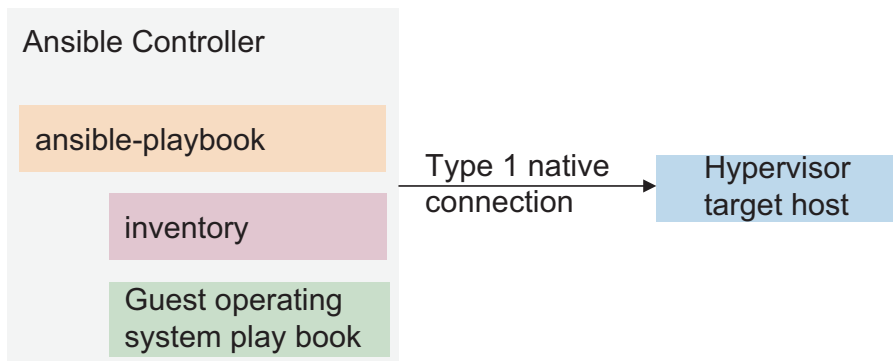 Ansible Controller
ansible-playbook
inventory
Guest operating
system play book
Type 1 native
connection
Hypervisor
target host